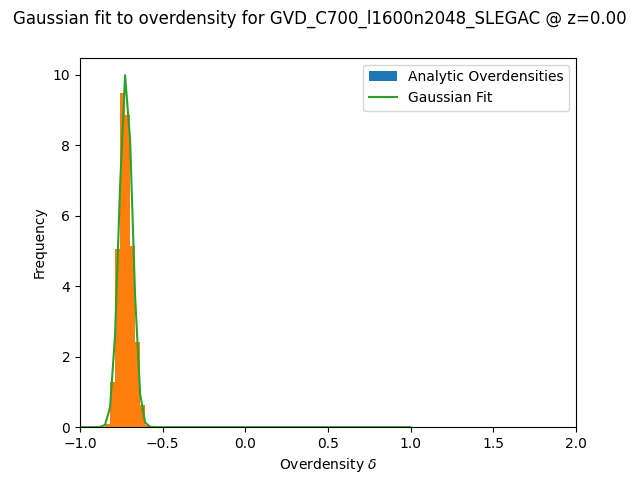 Gaussian fit to overdensity for GVD_C700_l1600n2048_SLEGAC @ z=0.00
Analytic Overdensities
Gaussian Fit
Frequency
10
8
6
4
2
0
−1.0 −0.5 0.0 0.5 1.0 1.5 2.0
Overdensity δ